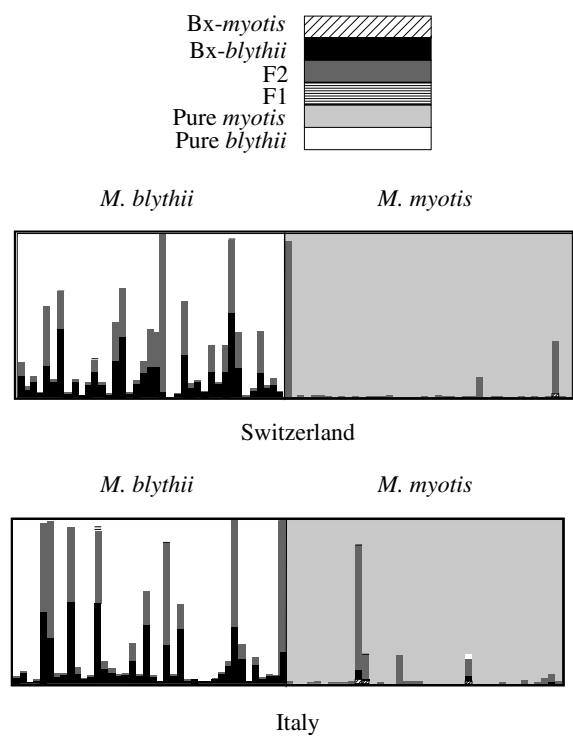 Bx-myotis
Bx-blythii
F2
F1
Pure myotis
Pure blythii
M. blythii M. myotis
Switzerland
M. blythii M. myotis
Italy